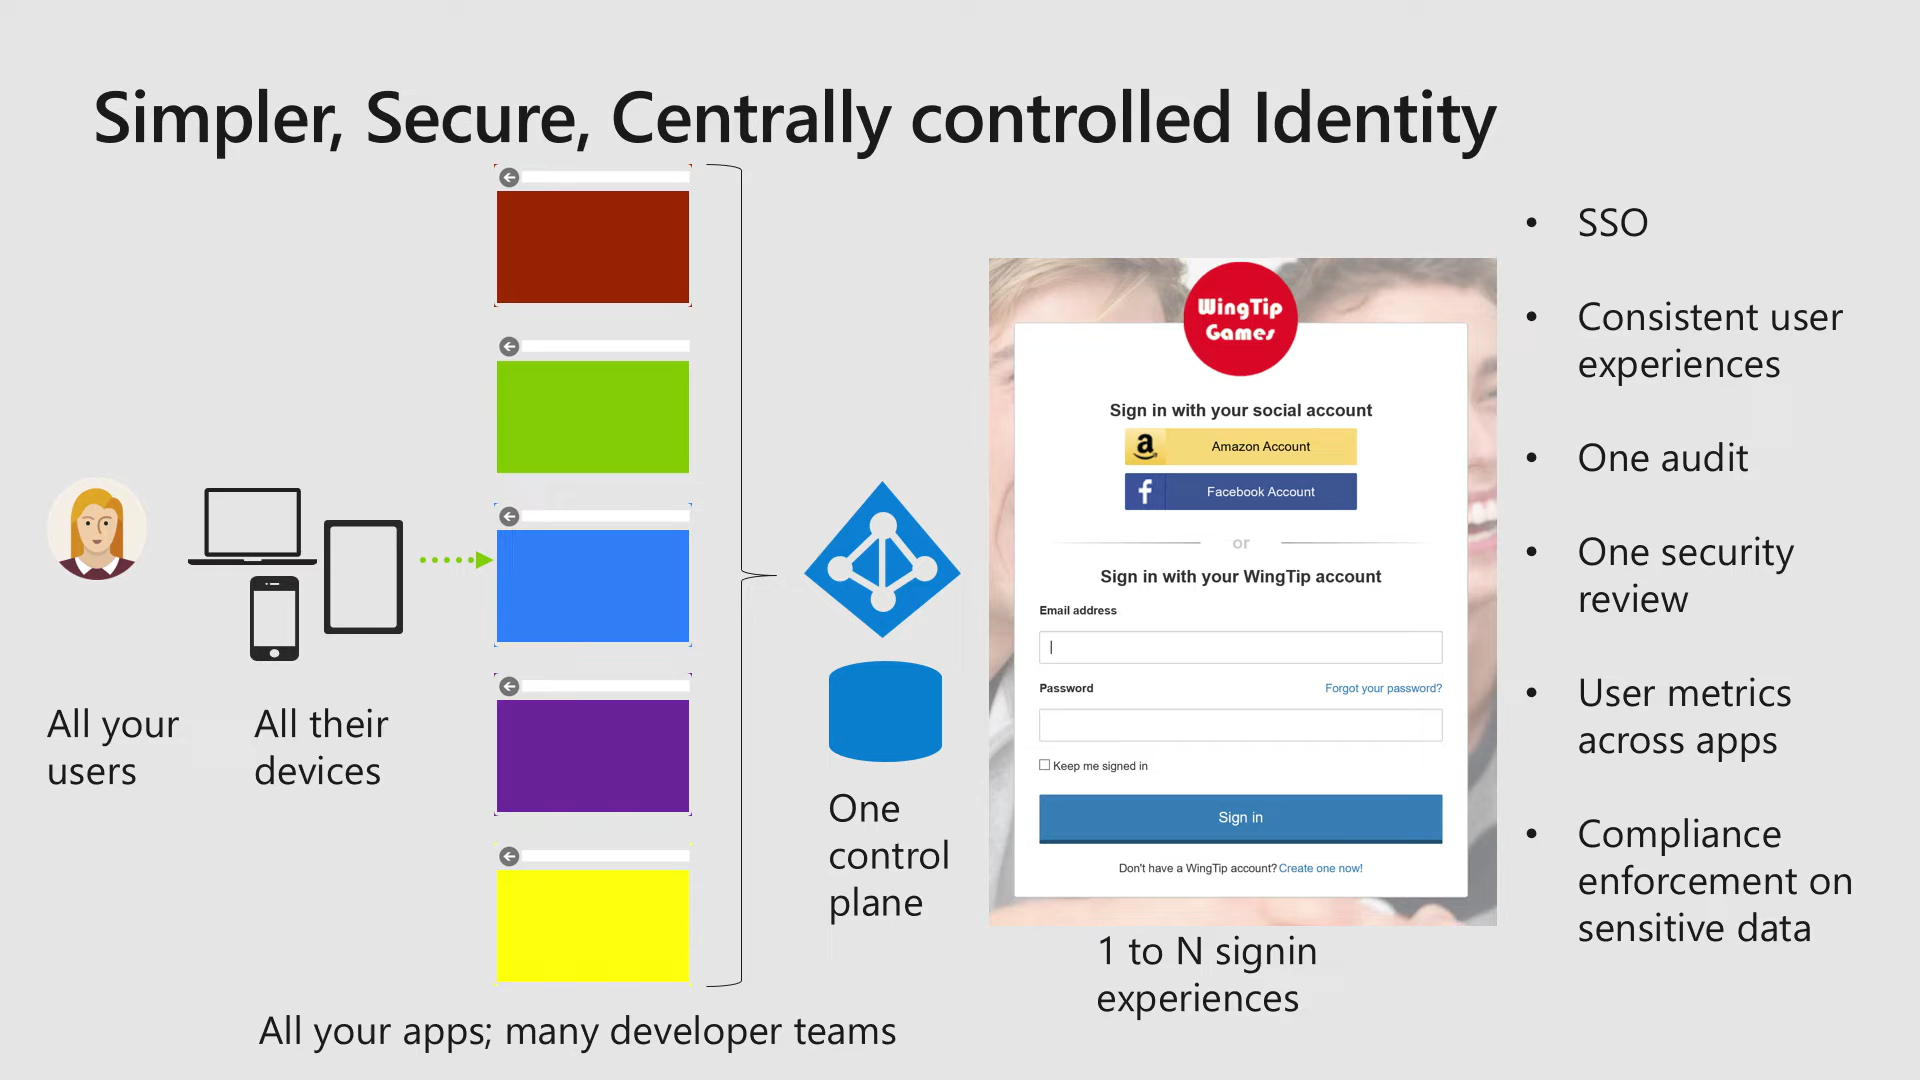 Simpler, Secure, Centrally controlled Identity
All your
users
All their
devices
All your apps; many developer teams
One
control
plane
WingTip
Games
Sign in with your social account
a
Amazon Account
f
Facebook Account
or
Sign in with your WingTip account
Email address
Password
Forgot your password?
Keep me signed in
Sign in
Don't have a WingTip account? Create one now!
1 to N signin
experiences
• SSO
• Consistent user
experiences
• One audit
• One security
review
• User metrics
across apps
• Compliance
enforcement on
sensitive data